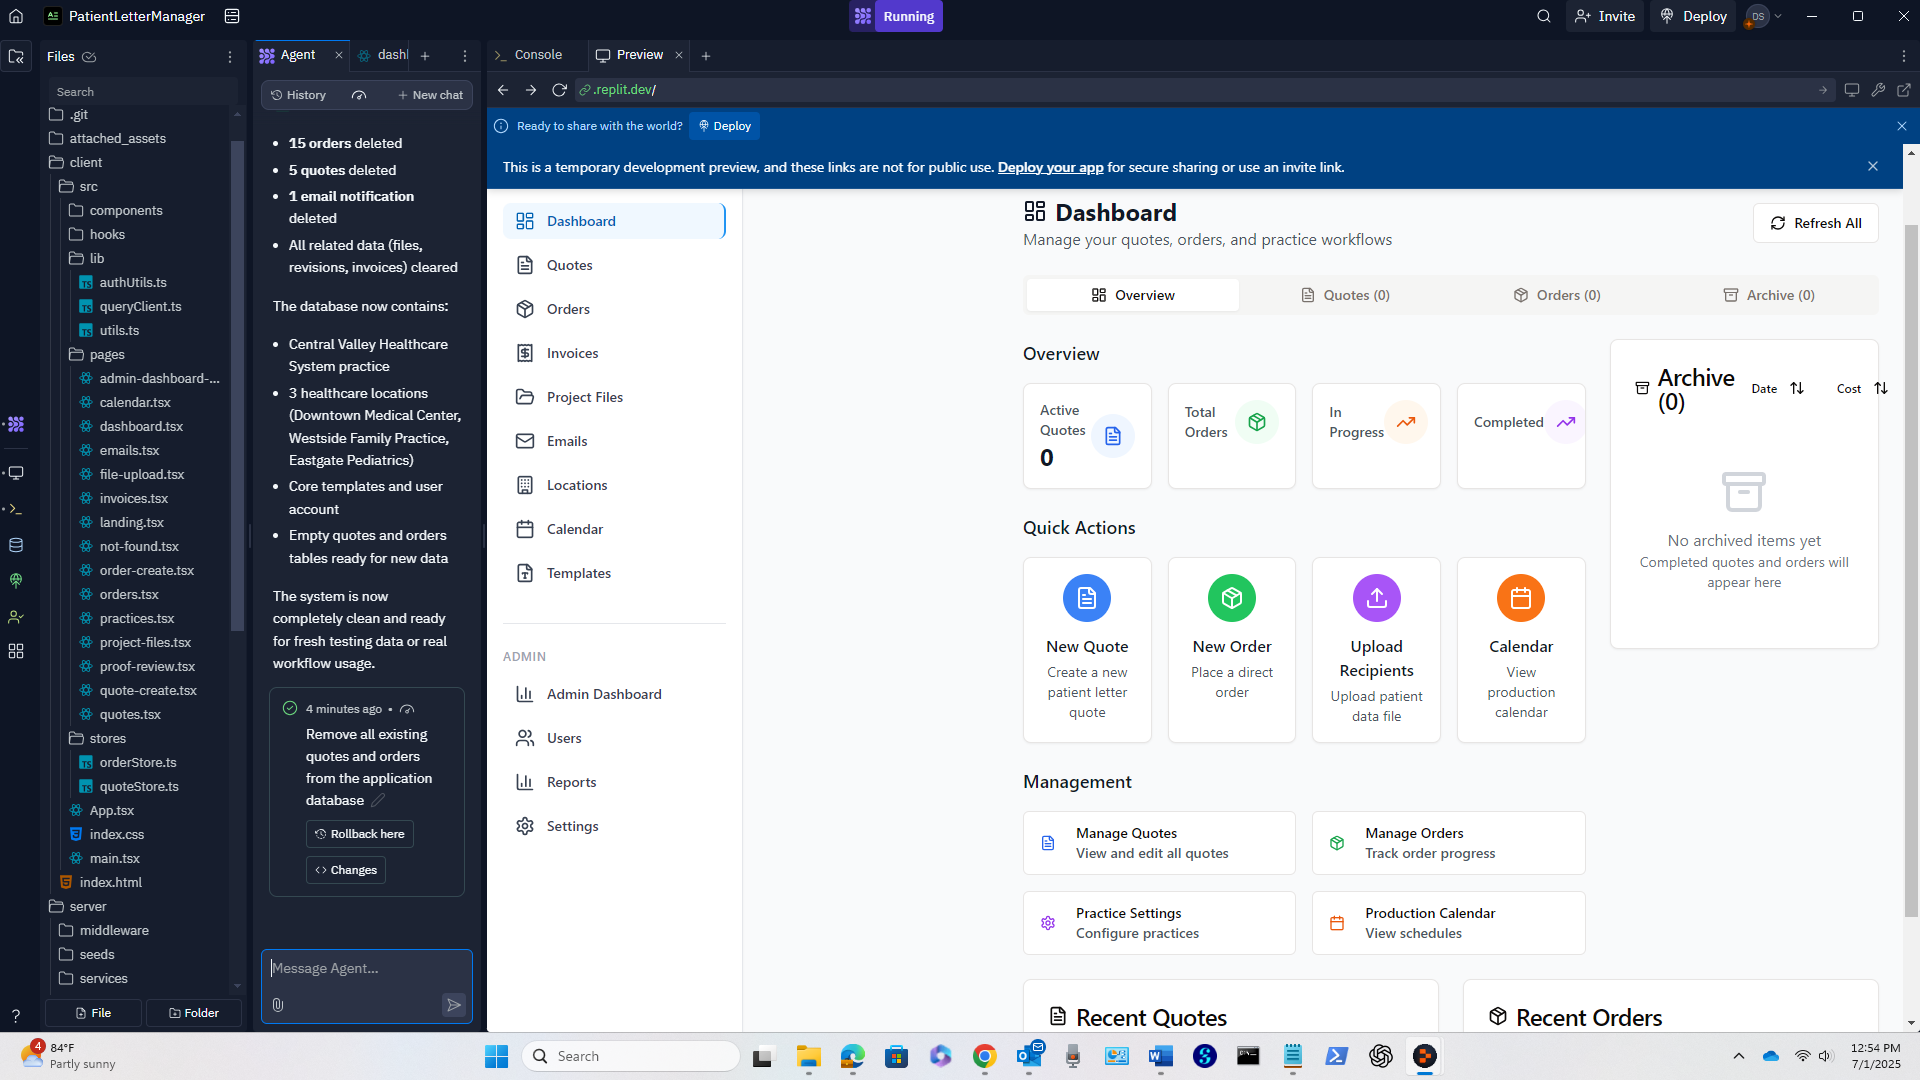 PatientLetterManager
Running
Invite
Deploy
DS
Files
Search
.git
attached_assets
client
src
components
hooks
lib
authUtils.ts
queryClient.ts
utils.ts
pages
admin-dashboard-...
calendar.tsx
dashboard.tsx
emails.tsx
file-upload.tsx
invoices.tsx
landing.tsx
not-found.tsx
order-create.tsx
orders.tsx
practices.tsx
project-files.tsx
proof-review.tsx
quote-create.tsx
quotes.tsx
stores
orderStore.ts
quoteStore.ts
App.tsx
index.css
main.tsx
index.html
server
middleware
seeds
services
File
Folder
Agent
dashl
History
New chat
• 15 orders deleted
• 5 quotes deleted
• 1 email notification
deleted
• All related data (files,
revisions, invoices) cleared
The database now contains:
• Central Valley Healthcare
System practice
• 3 healthcare locations
(Downtown Medical Center,
Westside Family Practice,
Eastgate Pediatrics)
• Core templates and user
account
• Empty quotes and orders
tables ready for new data
The system is now
completely clean and ready
for fresh testing data or real
workflow usage.
4 minutes ago •
Remove all existing
quotes and orders
from the application
database
Rollback here
Changes
Message Agent...
Console
Preview
.replit.dev/
Ready to share with the world?
Deploy
This is a temporary development preview, and these links are not for public use. Deploy your app for secure sharing or use an invite link.
Dashboard
Quotes
Orders
Invoices
Project Files
Emails
Locations
Calendar
Templates
ADMIN
Admin Dashboard
Users
Reports
Settings
Dashboard
Manage your quotes, orders, and practice workflows
Refresh All
Overview
Quotes (0)
Orders (0)
Archive (0)
Overview
Active
Quotes
0
Total
Orders
In
Progress
Completed
Archive
(0)
Date
Cost
No archived items yet
Completed quotes and orders will
appear here
Quick Actions
New Quote
Create a new
patient letter
quote
New Order
Place a direct
order
Upload
Recipients
Upload patient
data file
Calendar
View
production
calendar
Management
Manage Quotes
View and edit all quotes
Manage Orders
Track order progress
Practice Settings
Configure practices
Production Calendar
View schedules
Recent Quotes
Recent Orders
4
84°F
Partly sunny
Search
12:54 PM
7/1/2025